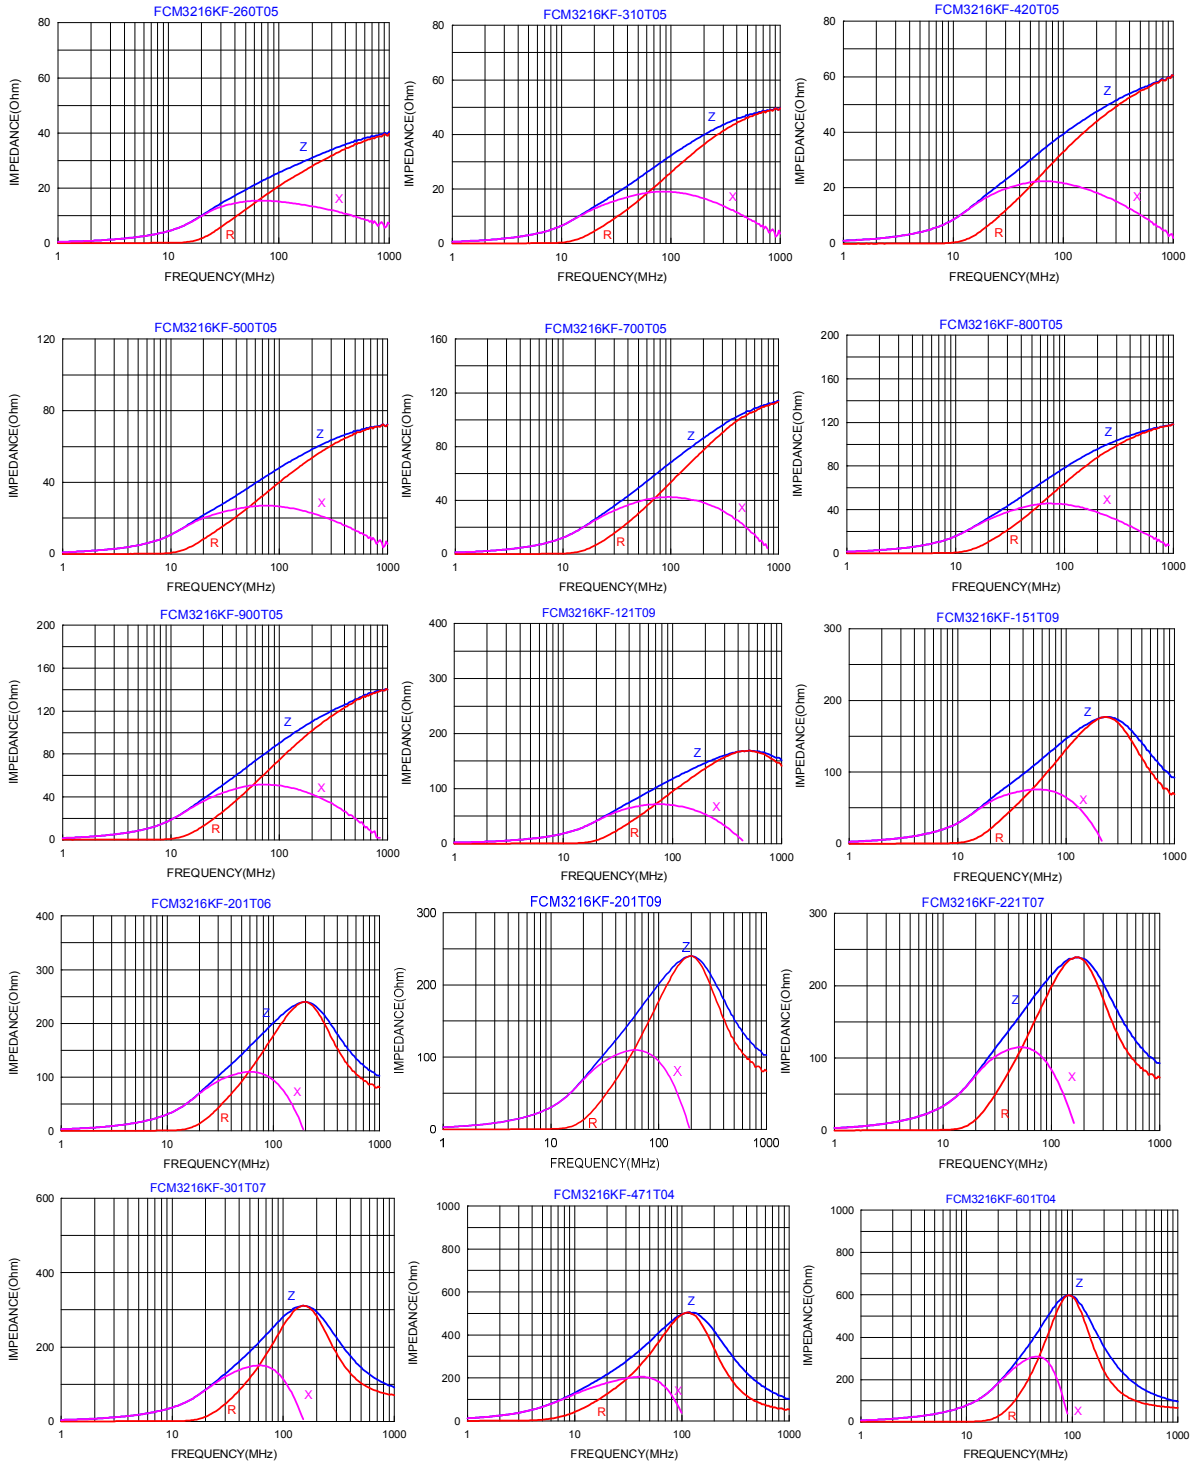 FCM3216KF-260T05
IMPEDANCE(Ohm)
80
60
40
20
0
Z
X
R
1
10
100
1000
FREQUENCY(MHz)
FCM3216KF-310T05
IMPEDANCE(Ohm)
80
60
40
20
0
Z
X
R
1
10
100
1000
FREQUENCY(MHz)
FCM3216KF-420T05
IMPEDANCE(Ohm)
80
60
40
20
0
Z
X
R
1
10
100
1000
FREQUENCY(MHz)
FCM3216KF-500T05
IMPEDANCE(Ohm)
120
80
40
0
Z
X
R
1
10
100
1000
FREQUENCY(MHz)
FCM3216KF-700T05
IMPEDANCE(Ohm)
160
120
80
40
0
Z
X
R
1
10
100
1000
FREQUENCY(MHz)
FCM3216KF-800T05
IMPEDANCE(Ohm)
200
160
120
80
40
0
Z
X
R
1
10
100
1000
FREQUENCY(MHz)
FCM3216KF-900T05
IMPEDANCE(Ohm)
200
160
120
80
40
0
Z
X
R
1
10
100
1000
FREQUENCY(MHz)
FCM3216KF-121T09
IMPEDANCE(Ohm)
400
300
200
100
0
Z
X
R
1
10
100
1000
FREQUENCY(MHz)
FCM3216KF-151T09
IMPEDANCE(Ohm)
300
200
100
0
Z
X
R
1
10
100
1000
FREQUENCY(MHz)
FCM3216KF-201T06
IMPEDANCE(Ohm)
400
300
200
100
0
Z
X
R
1
10
100
1000
FREQUENCY(MHz)
FCM3216KF-201T09
IMPEDANCE(Ohm)
300
200
100
0
Z
X
R
1
10
100
1000
FREQUENCY(MHz)
FCM3216KF-221T07
IMPEDANCE(Ohm)
300
200
100
0
Z
X
R
1
10
100
1000
FREQUENCY(MHz)
FCM3216KF-301T07
IMPEDANCE(Ohm)
600
400
200
0
Z
X
R
1
10
100
1000
FREQUENCY(MHz)
FCM3216KF-471T04
IMPEDANCE(Ohm)
1000
800
600
400
200
0
Z
X
R
1
10
100
1000
FREQUENCY(MHz)
FCM3216KF-601T04
IMPEDANCE(Ohm)
1000
800
600
400
200
0
Z
X
R
1
10
100
1000
FREQUENCY(MHz)